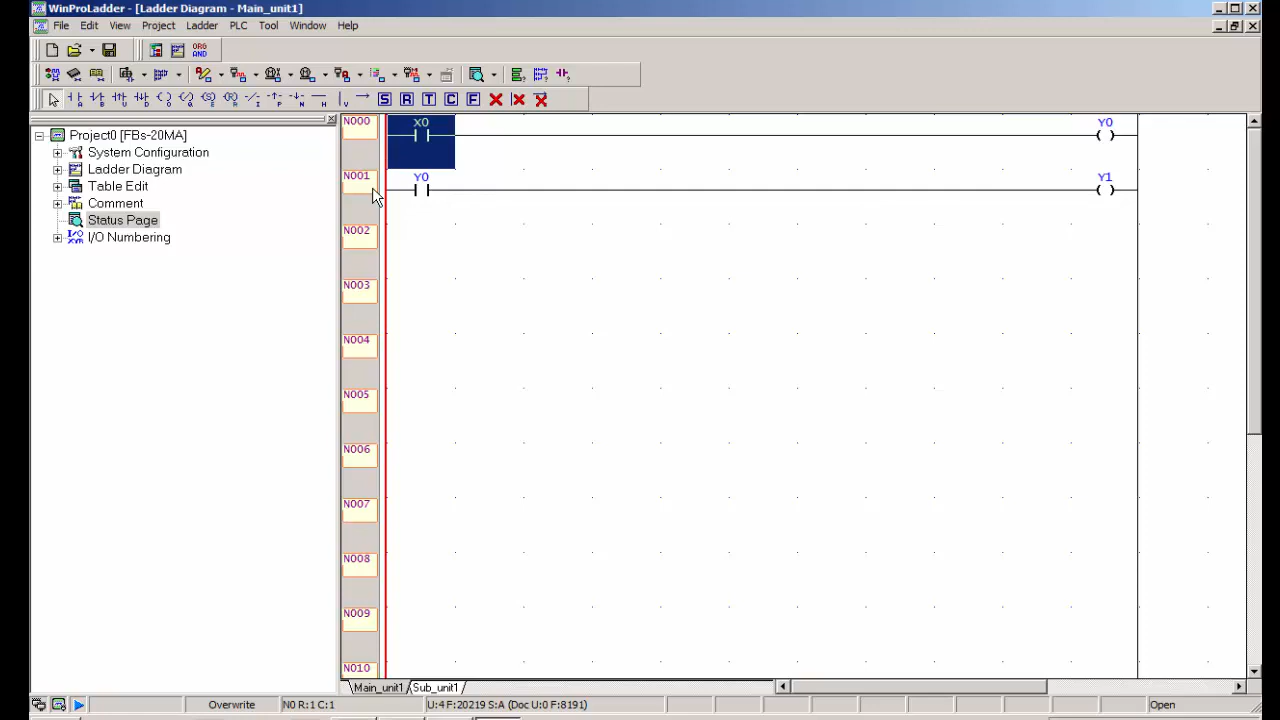 WinProLadder - [Ladder Diagram - Main_unit1]
File Edit View Project Ladder PLC Tool Window Help
ORG AND
S R T C F
Project0 [FBs-20MA]
System Configuration
Ladder Diagram
Table Edit
Comment
Status Page
I/O Numbering
N000 X0 Y0
N001 Y0 Y1
N002
N003
N004
N005
N006
N007
N008
N009
N010
Main_unit1 Sub_unit1
Overwrite N0 R:1 C:1 U:4 F:20219 S:A (Doc U:0 F:8191) Open